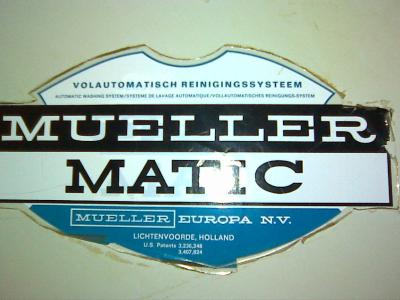 VOLAUTOMATISCH REINIGINGSSYSTEEM
AUTOMATIC WASHING SYSTEM/SYSTEME DE LAVAGE AUTOMATIQUE/VOLLAUTOMATISCHES REINIGUNGS-SYSTEM
MUELLER
MATIC
MUELLER EUROPA N.V.
LICHTENVOORDE, HOLLAND
U.S. Patents 3,236,248
3,407,824